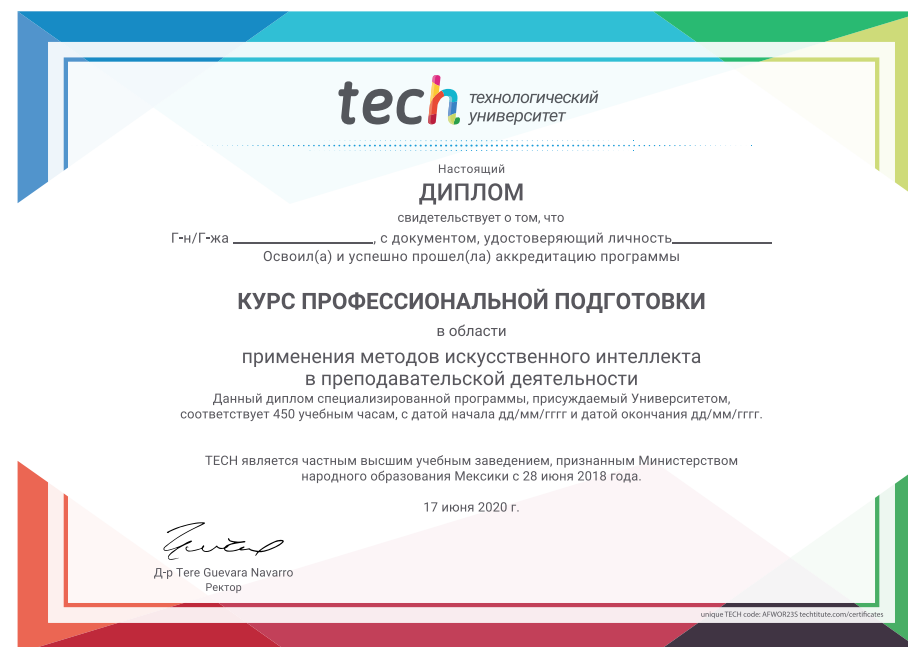 tech технологический
университет
Настоящий
ДИПЛОМ
свидетельствует о том, что
Г-н/Г-жа ____________________, с документом, удостоверяющий личность______________
Освоил(а) и успешно прошел(ла) аккредитацию программы
КУРС ПРОФЕССИОНАЛЬНОЙ ПОДГОТОВКИ
в области
применения методов искусственного интеллекта
в преподавательской деятельности
Данный диплом специализированной программы, присуждаемый Университетом,
соответствует 450 учебным часам, с датой начала дд/мм/гггг и датой окончания дд/мм/гггг.
TECH является частным высшим учебным заведением, признанным Министерством
народного образования Мексики с 28 июня 2018 года.
17 июня 2020 г.
Д-р Tere Guevara Navarro
Ректор
unique TECH code: AFWOR23S techtitute.com/certificates